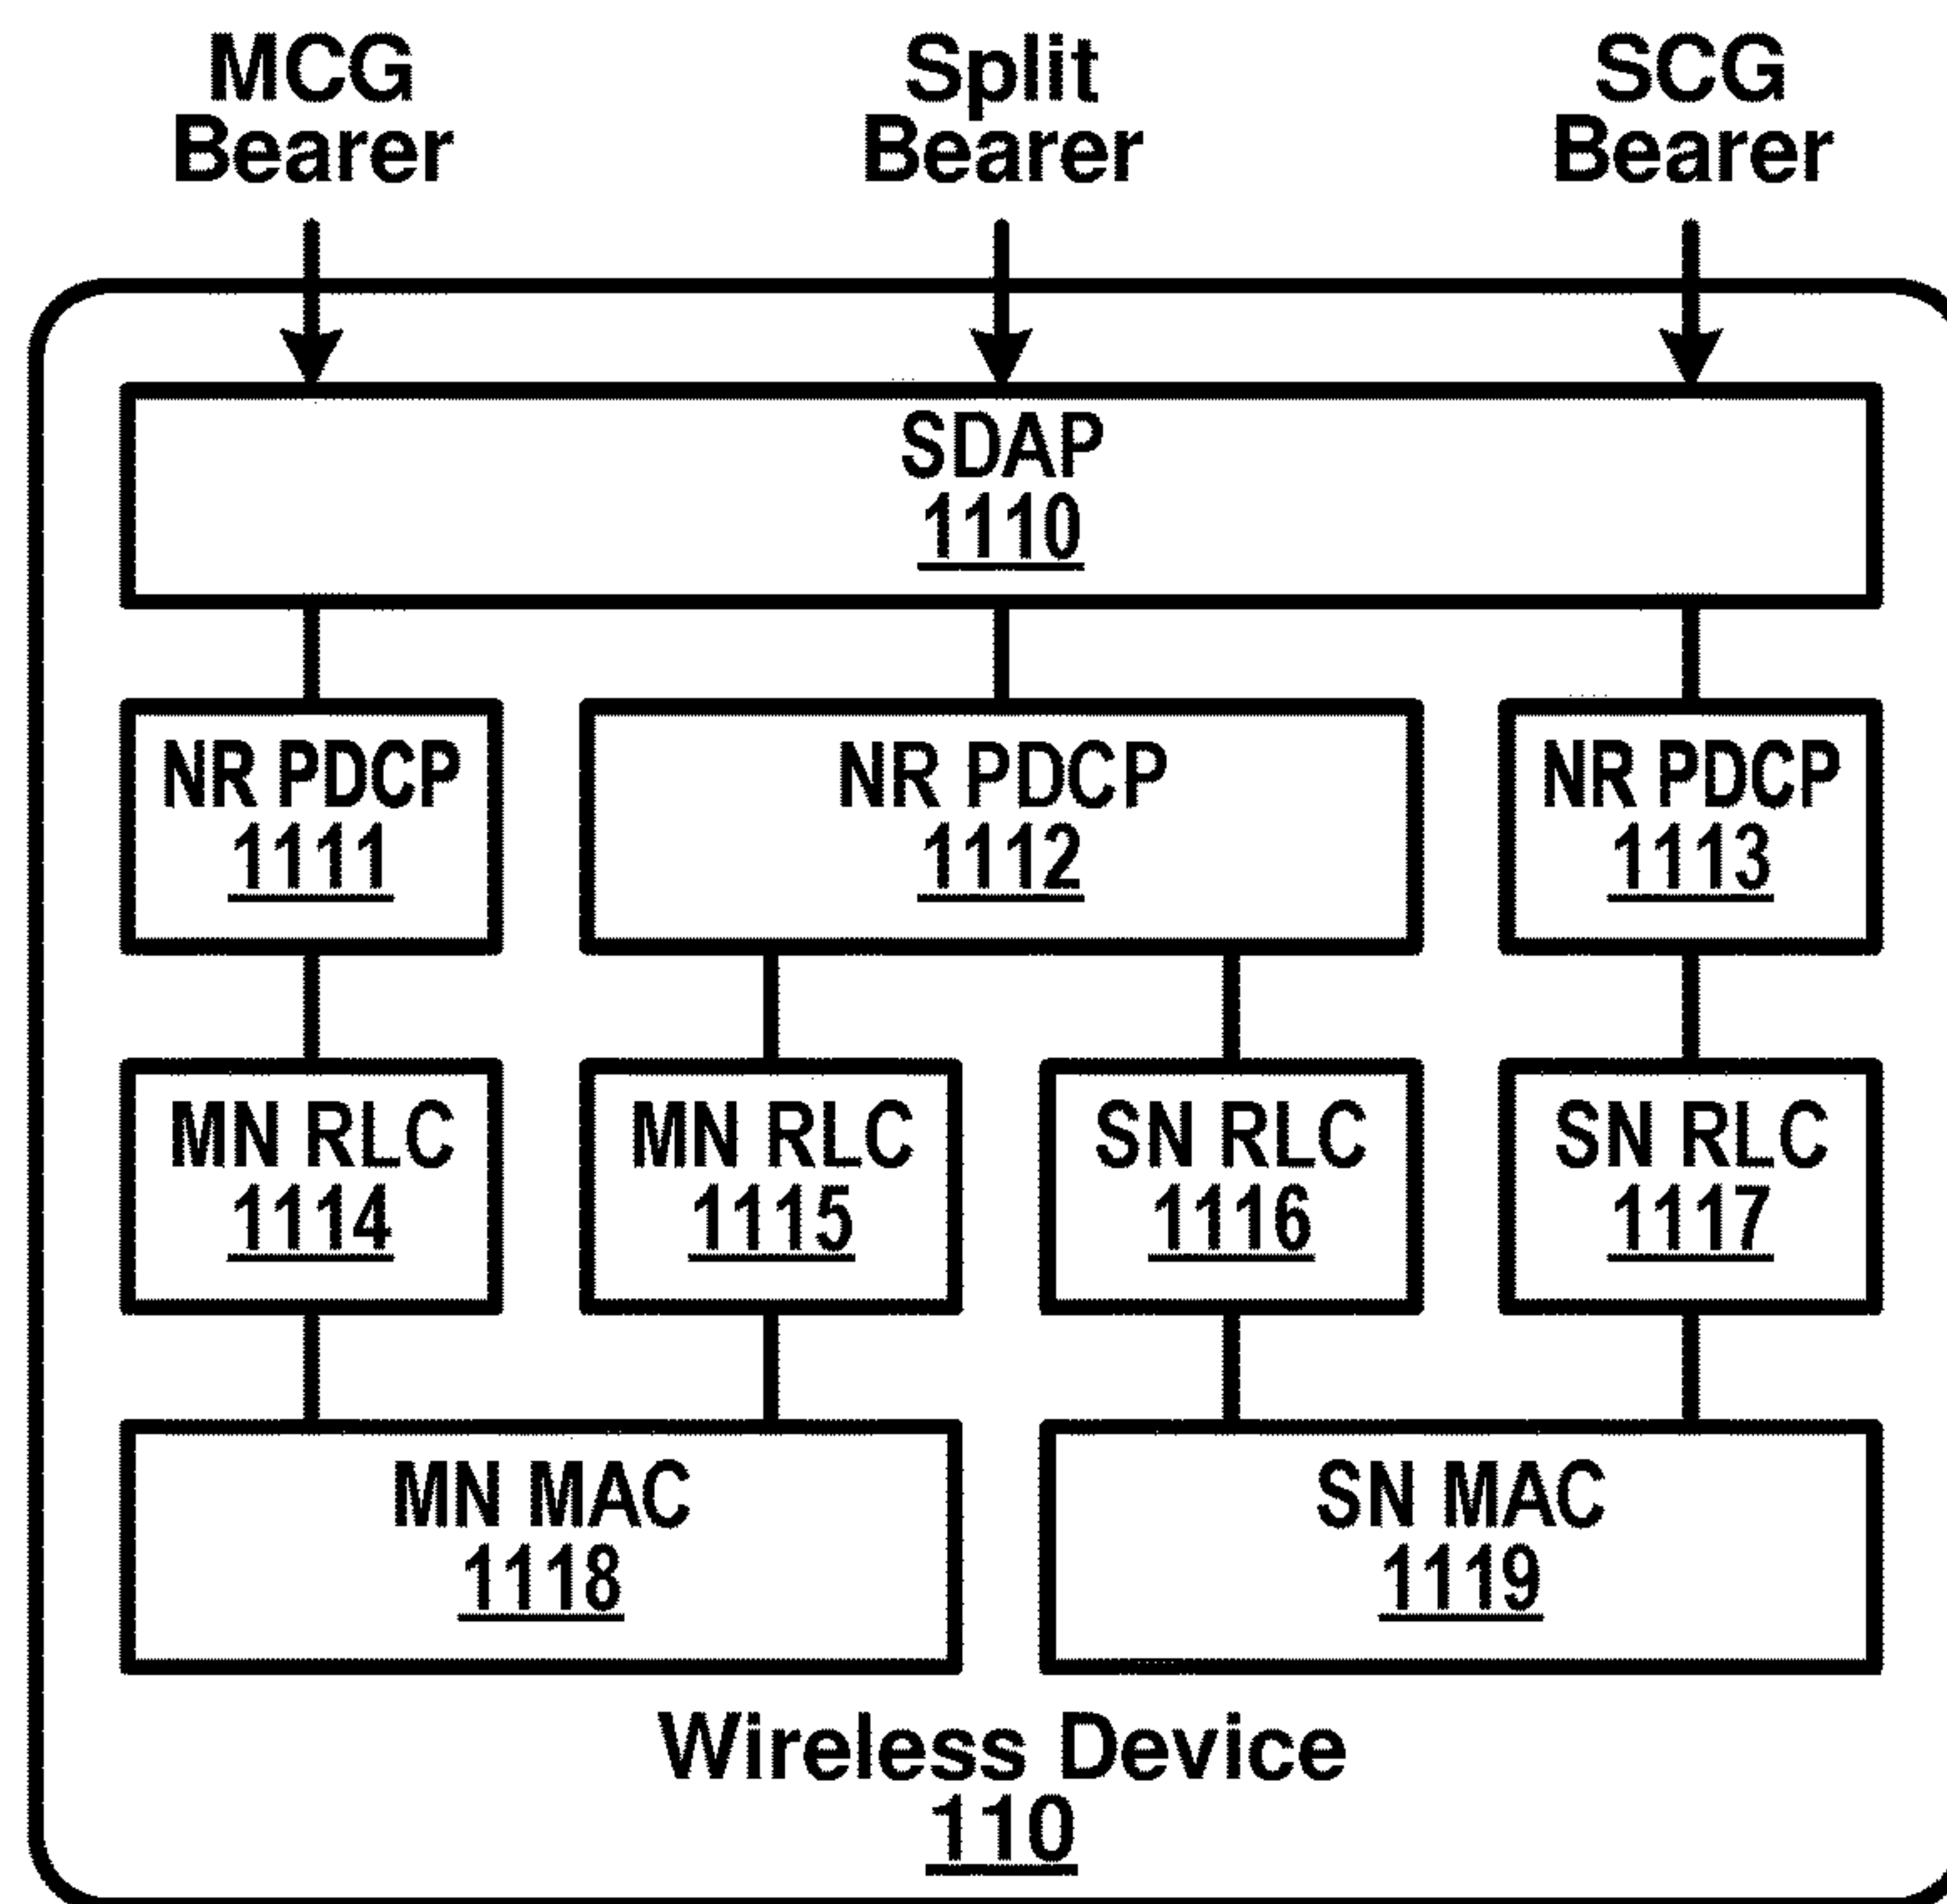 MCG
Bearer
Split
Bearer
SCG
Bearer
SDAP
1110
NR PDCP
1111
NR PDCP
1112
NR PDCP
1113
MN RLC
1114
MN RLC
1115
SN RLC
1116
SN RLC
1117
MN MAC
1118
SN MAC
1119
Wireless Device
110